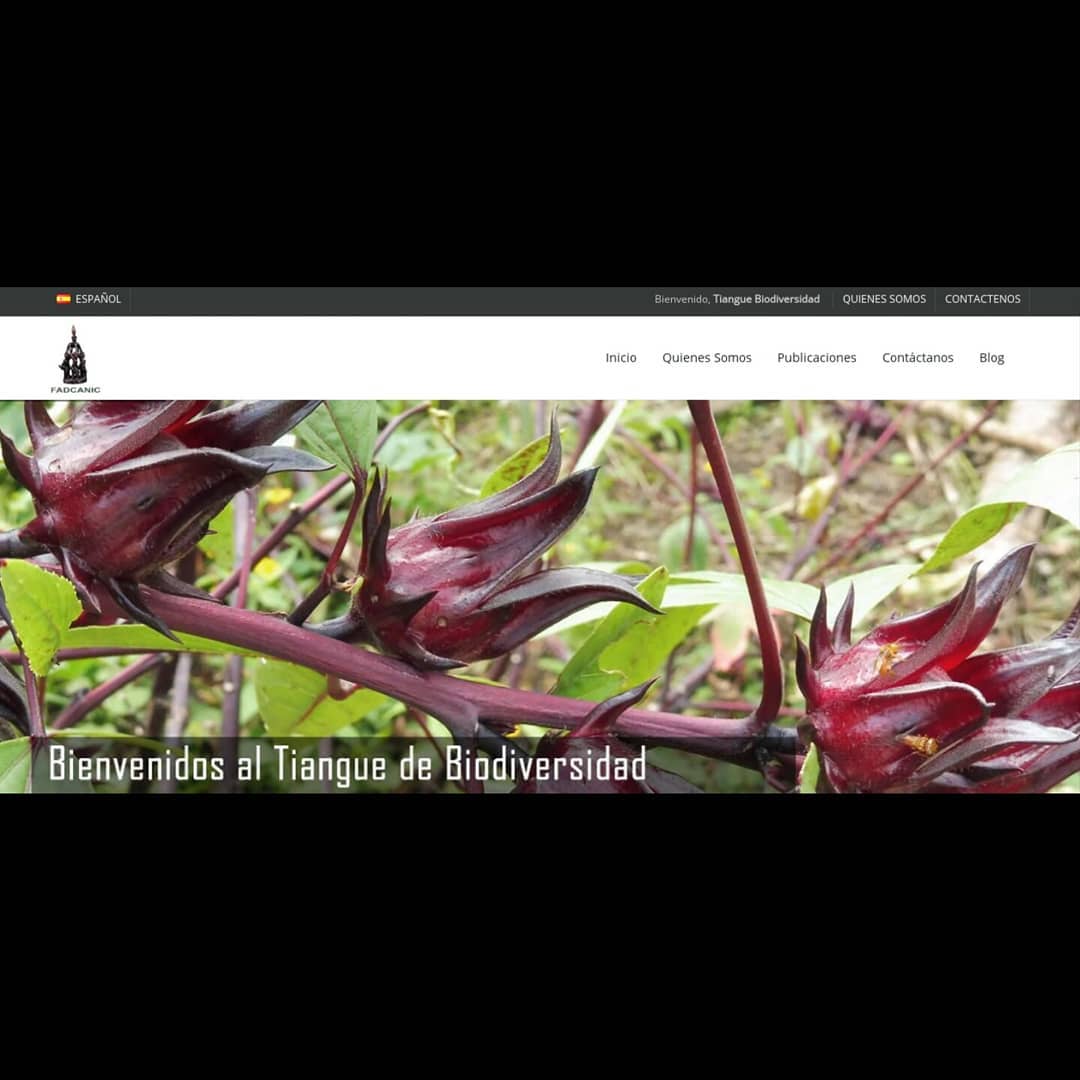 ESPAÑOL
Bienvenido, Tiangue Biodiversidad QUIENES SOMOS CONTACTENOS
FADCANIC
Inicio Quienes Somos Publicaciones Contáctanos Blog
Bienvenidos al Tiangue de Biodiversidad